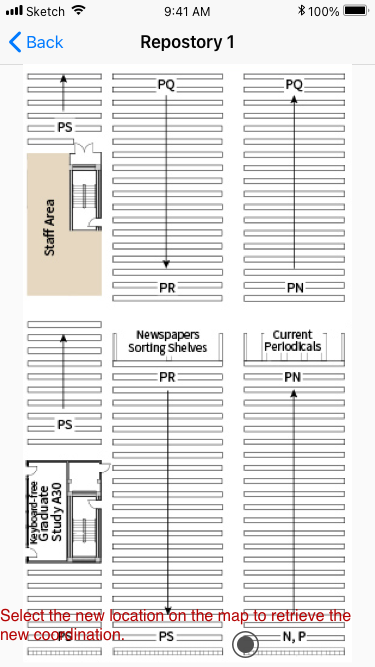 Sketch 9:41 AM 100%
Back Repostory 1
PQ PQ
PS
Staff Area
PR PN
Newspapers
Sorting Shelves
Current
Periodicals
PR PN
PS
Keyboard-free
Graduate
Study A30
Select the new location on the map to retrieve the
new coordination.
PS PS N, P